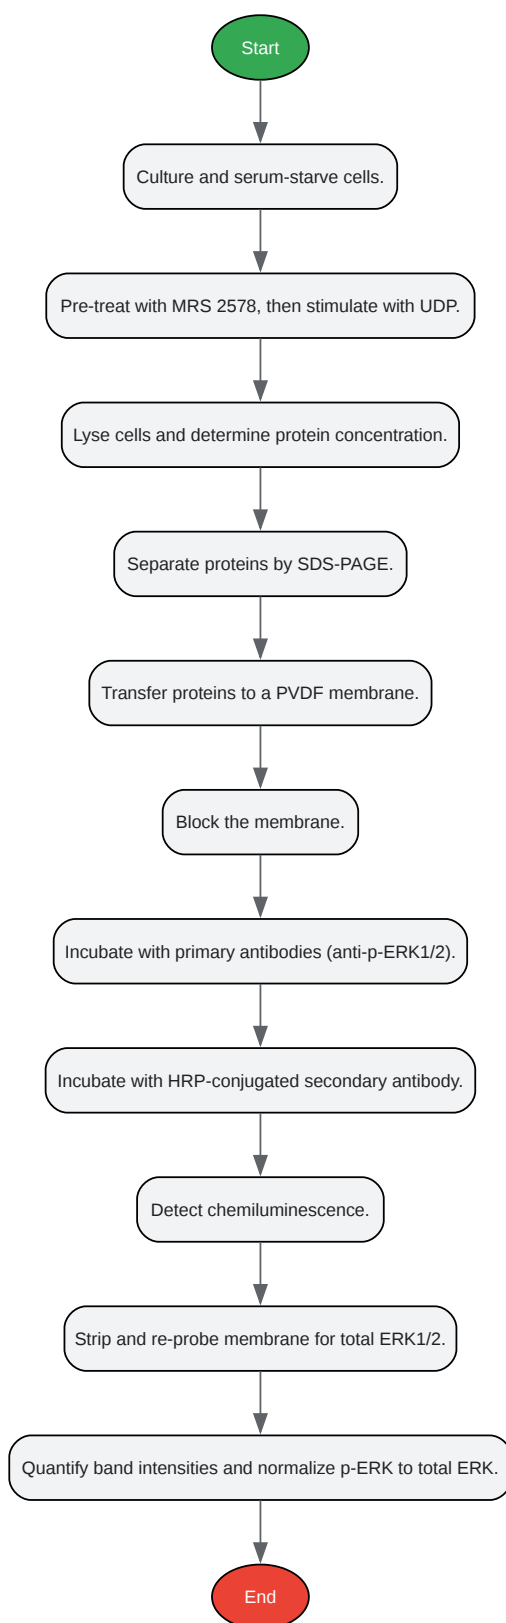 Start
Culture and serum-starve cells.
Pre-treat with MRS 2578, then stimulate with UDP.
Lyse cells and determine protein concentration.
Separate proteins by SDS-PAGE.
Transfer proteins to a PVDF membrane.
Block the membrane.
Incubate with primary antibodies (anti-p-ERK1/2).
Incubate with HRP-conjugated secondary antibody.
Detect chemiluminescence.
Strip and re-probe membrane for total ERK1/2.
Quantify band intensities and normalize p-ERK to total ERK.
End